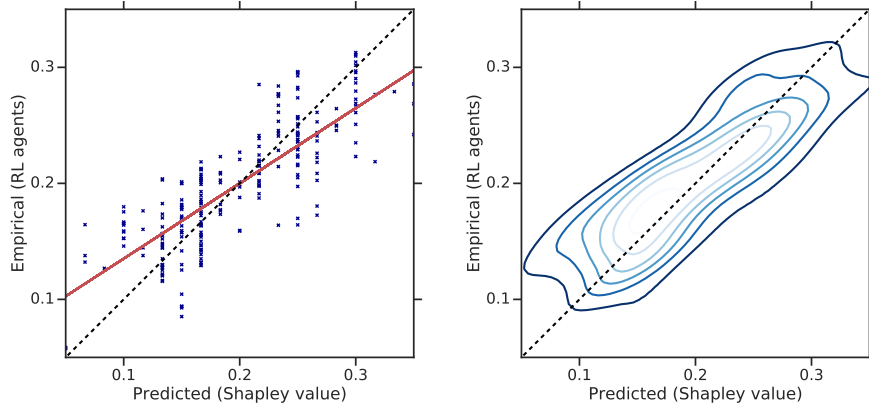 0.3
0.2
0.1
Empirical (RL agents)
0.1 0.2 0.3
Predicted (Shapley value)
0.3
0.2
0.1
Empirical (RL agents)
0.1 0.2 0.3
Predicted (Shapley value)